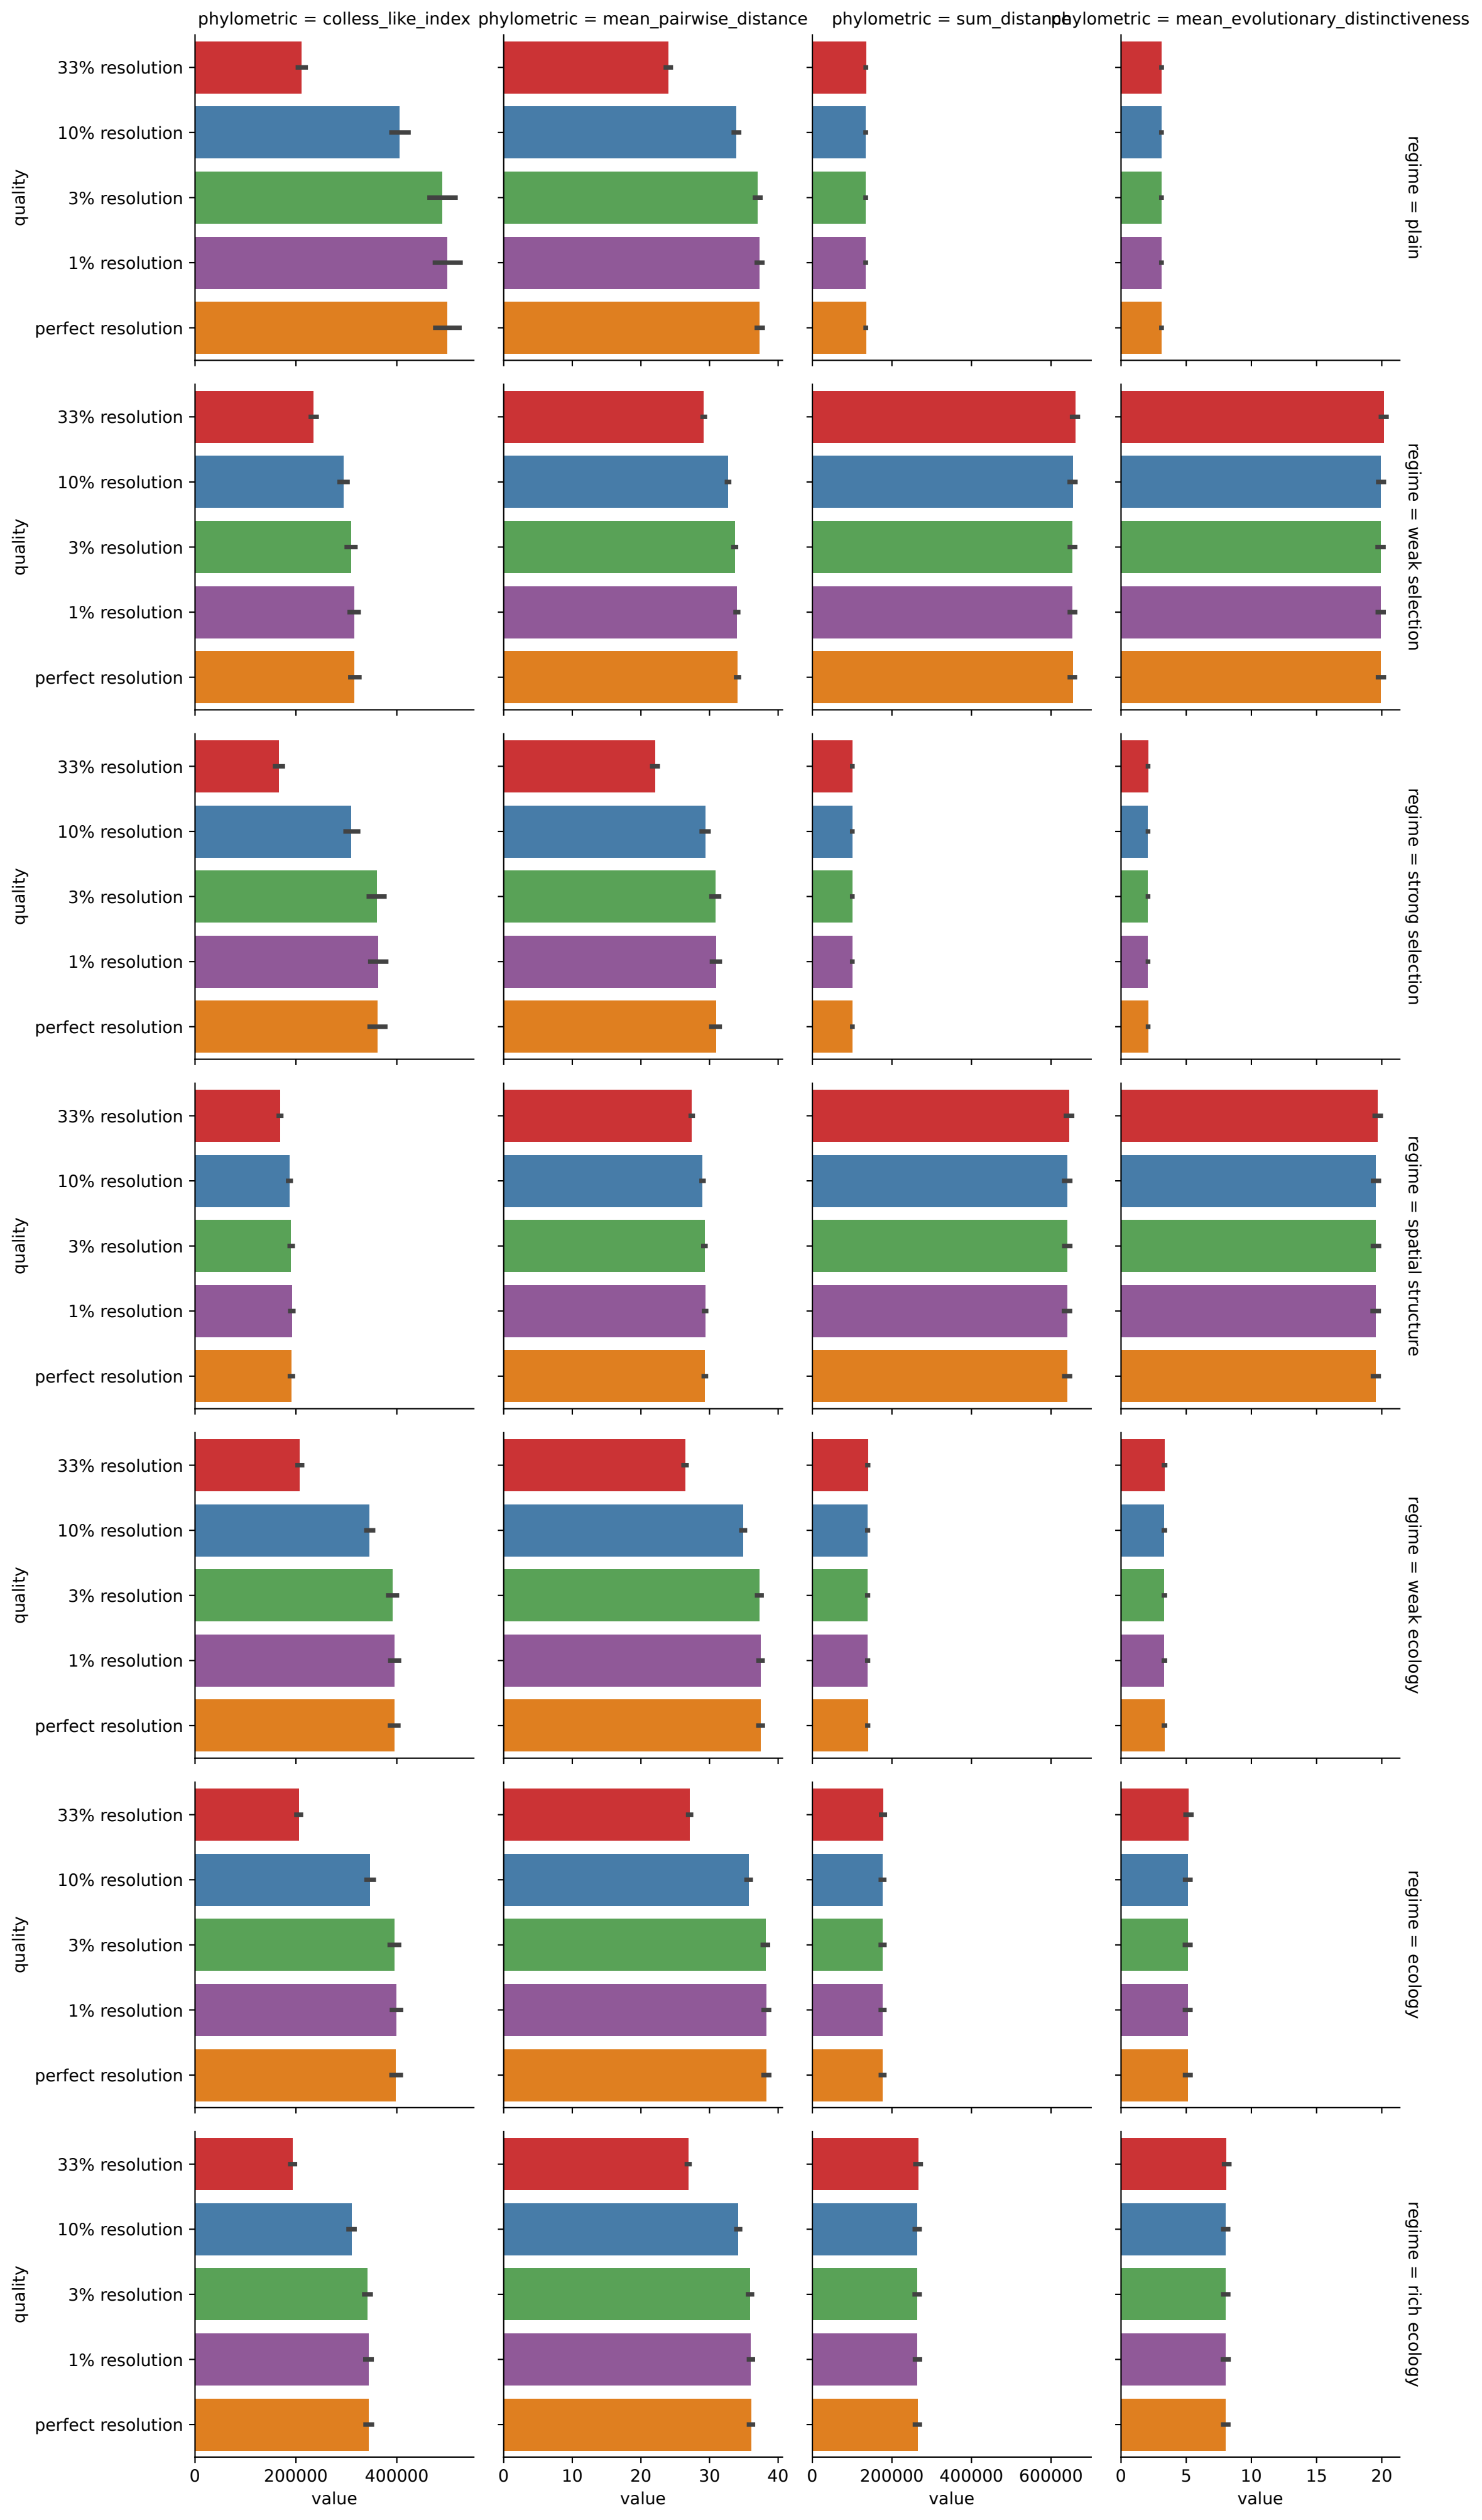 phylometric = colless_like_index
phylometric = mean_pairwise_distance
phylometric = sum_distance
phylometric = mean_evolutionary_distinctiveness
33% resolution
10% resolution
3% resolution
1% resolution
perfect resolution
quality
regime = plain
33% resolution
10% resolution
3% resolution
1% resolution
perfect resolution
quality
regime = weak selection
33% resolution
10% resolution
3% resolution
1% resolution
perfect resolution
quality
regime = strong selection
33% resolution
10% resolution
3% resolution
1% resolution
perfect resolution
quality
regime = spatial structure
33% resolution
10% resolution
3% resolution
1% resolution
perfect resolution
quality
regime = weak ecology
33% resolution
10% resolution
3% resolution
1% resolution
perfect resolution
quality
regime = ecology
33% resolution
10% resolution
3% resolution
1% resolution
perfect resolution
quality
regime = rich ecology
0 200000 400000
value
0 10 20 30 40
value
0 200000 400000 600000
value
0 5 10 15 20
value